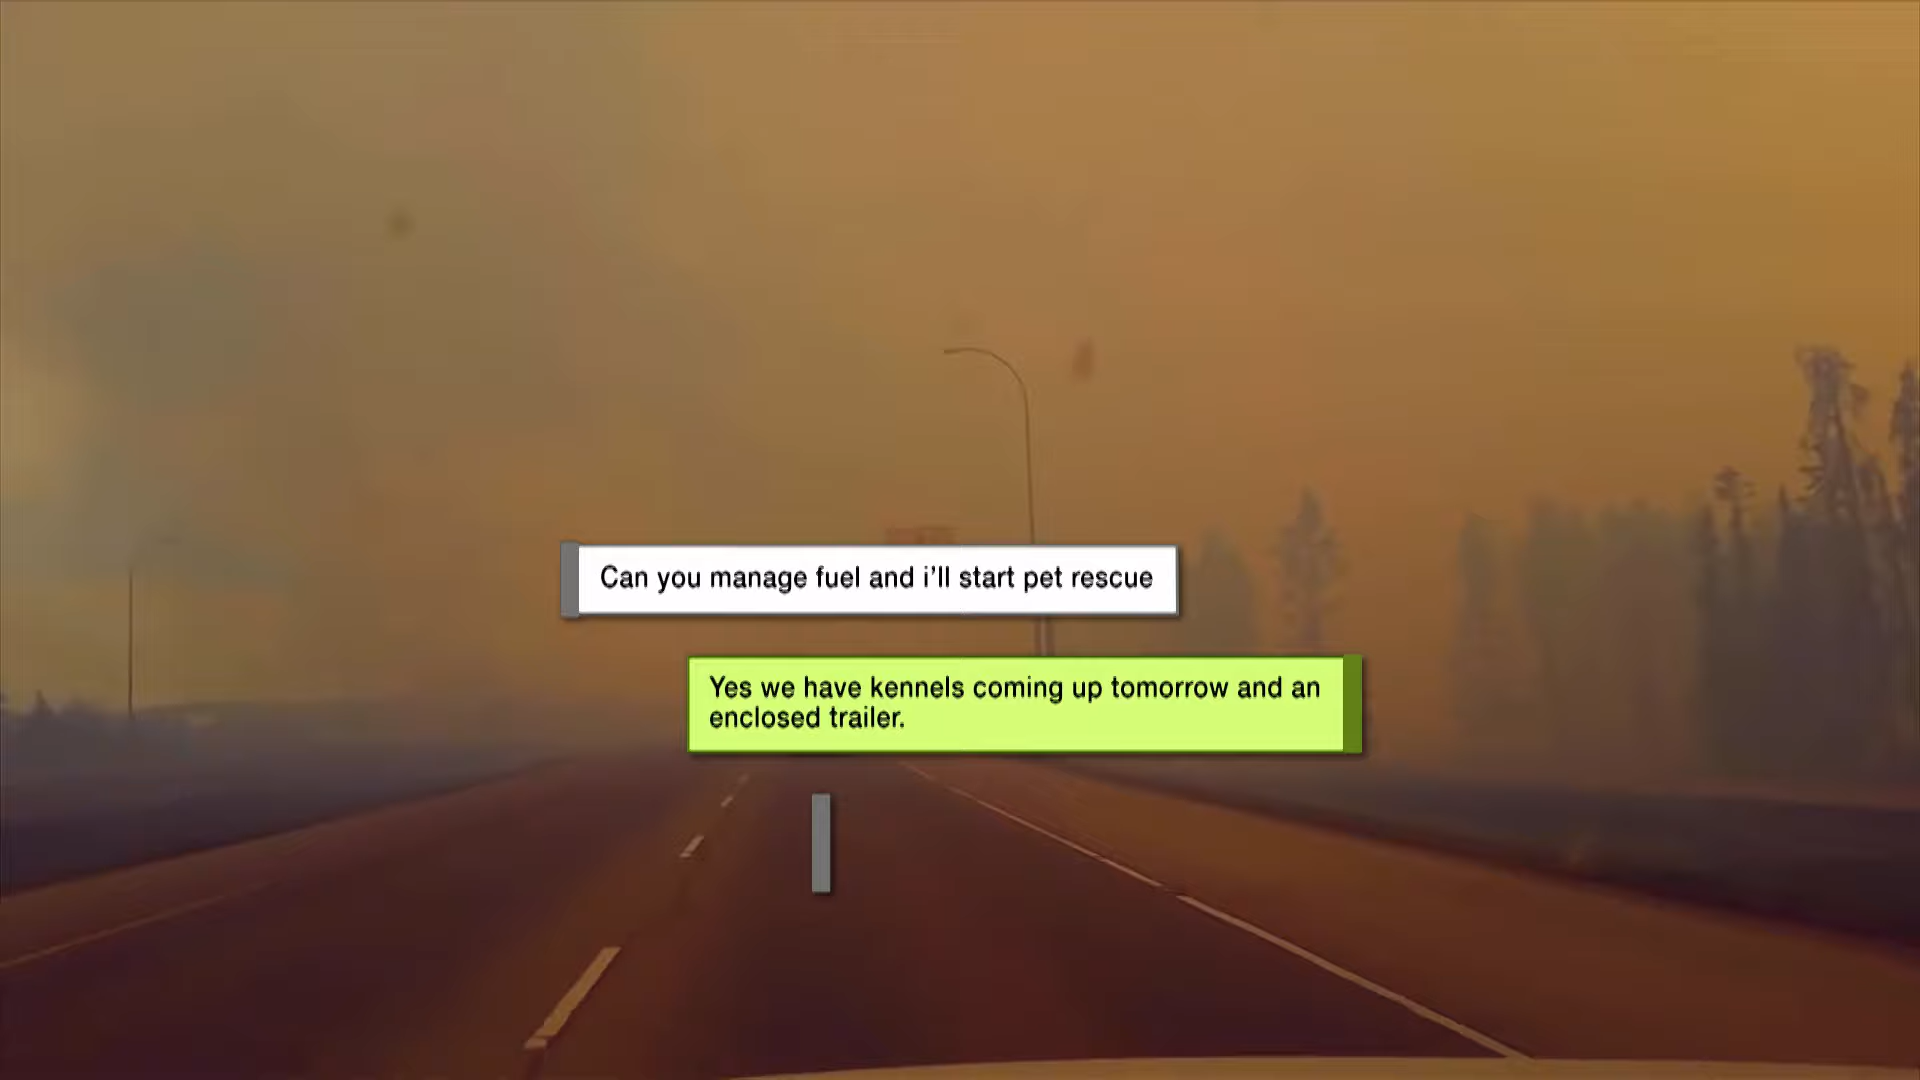 Can you manage fuel and i’ll start pet rescue
Yes we have kennels coming up tomorrow and an
enclosed trailer.